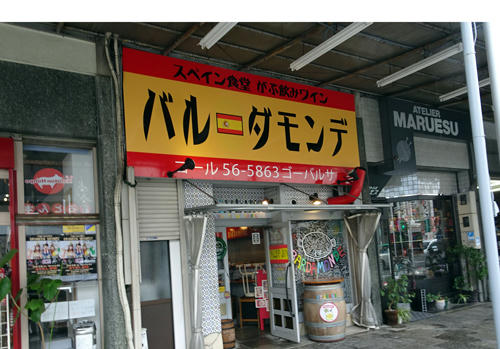 スペイン食堂 がぶ飲みワイン
バル ダモンデ
コール 56-5863 ゴーバルサ
ATELIER
MARUESU